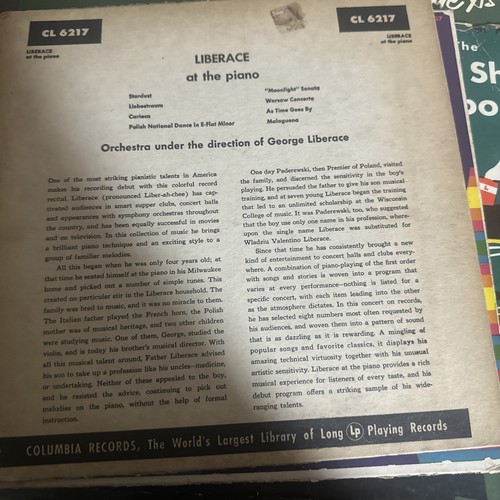 CL 6217
CL 6217
LIBERACE
at the piano
LIBERACE
at the piano
LIBERACE
at the piano
Stardust
Liebestraum
Carioca
Polish National Dance in E-Flat Minor
"Moonlight" Sonata
Warsaw Concerto
As Time Goes By
Malaguena
Orchestra under the direction of George Liberace
One of the most striking pianistic talents in America
makes his recording debut with this colorful record
recital. Liberace (pronounced Liber-ah-chee) has cap-
tivated audiences in smart supper clubs, concert halls
and appearances with symphony orchestras throughout
the country, and has been equally successful in movies
and on television. In this collection of music he brings
a brilliant piano technique and an exciting style to a
group of familiar melodies.
All this began when he was only four years old; at
that time he seated himself at the piano in his Milwaukee
home and picked out a number of simple tunes. This
created no particular stir in the Liberace household. The
family was bred to music, and it was no miracle to them.
The Italian father played the French horn, the Polish
mother was of musical heritage, and two other children
were studying music. One of them, George, studied the
violin, and is today his brother's musical director. With
all this musical talent around, Father Liberace advised
his son to take up a profession like his uncles—medicine,
or undertaking. Neither of these appealed to the boy,
and he resisted the advice, continuing to pick out
melodies on the piano, without the help of formal
instruction.
One day Paderewski, then Premier of Poland, visited
the family, and discerned the sensitivity in the boy's
playing. He persuaded the father to give his son musical
training, and at seven young Liberace began the training
that led to an unlimited scholarship at the Wisconsin
College of music. It was Paderewski, too, who suggested
that the boy use only one name in his profession, where-
upon the single name Liberace was substituted for
Wladziu Valentino Liberace.
Since that time he has consistently brought a new
kind of entertainment to concert halls and clubs every-
where. A combination of piano-playing of the first order
with songs and stories is woven into a program that
varies at every performance—nothing is listed for a
specific concert, with each item leading into the other
as the atmosphere dictates. In this concert on records,
he has selected eight numbers most often requested by
his audiences, and woven them into a pattern of sound
that is as dazzling as it is rewarding. A mingling of
popular songs and favorite classics, it displays his
amazing technical virtuosity together with his unusual
artistic sensitivity. Liberace at the piano provides a rich
musical experience for listeners of every taste, and his
debut program offers a striking sample of his wide-
ranging talents.
COLUMBIA RECORDS, The World's Largest Library of Long Lp Playing Records
The